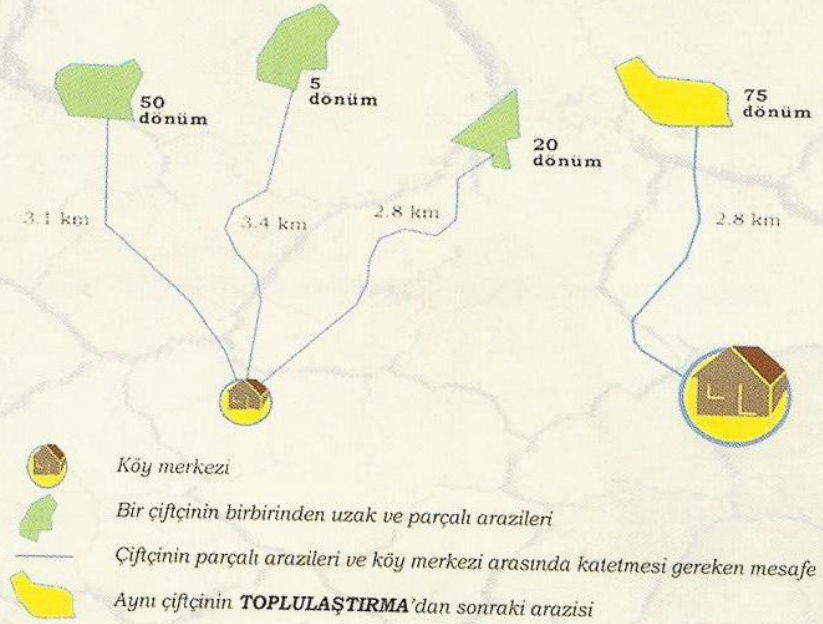 50
dönüm
5
dönüm
20
dönüm
75
dönüm
3.1 km
3.4 km
2.8 km
2.8 km
Köy merkezi
Bir çiftçinin birbirinden uzak ve parçalı arazileri
Çiftçinin parçalı arazileri ve köy merkezi arasında katetmesi gereken mesafe
Aynı çiftçinin TOPLULAŞTIRMA'dan sonraki arazisi